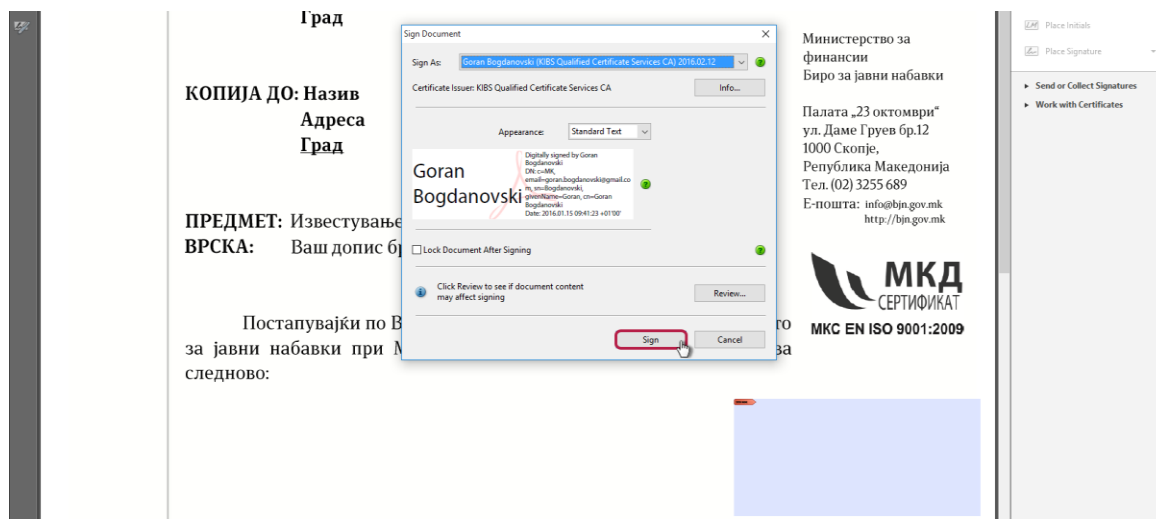 Град
КОПИЈА ДО: Назив
Адреса
Град
ПРЕДМЕТ: Известување
ВРСКА: Ваш допис
Постапувајќи по
за јавни набавки при
следново:
Sign Document
Sign As: Goran Bogdanovski (KIBS Qualified Certificate Services CA) 2016.02.12
Certificate Issuer: KIBS Qualified Certificate Services CA
Info...
Appearance: Standard Text
Goran
Bogdanovski
Digitally signed by Goran
Bogdanovski
DN: c=MK,
email=goran.bogdanovski@gmail.co
m, sn=Bogdanovski,
givenName=Goran, cn=Goran
Bogdanovski
Date: 2016.01.15 09:41:23 +01'00'
Lock Document After Signing
Click Review to see if document content
may affect signing
Review...
Sign
Cancel
Министерство за
финансии
Биро за јавни набавки
Палата „23 октомври“
ул. Даме Груев бр.12
1000 Скопје,
Република Македонија
Тел. (02) 3255 689
Е-пошта: info@bjn.gov.mk
http://bjn.gov.mk
МКД
СЕРТИФИКАТ
МКС EN ISO 9001:2009
Place Initials
Place Signature
Send or Collect Signatures
Work with Certificates